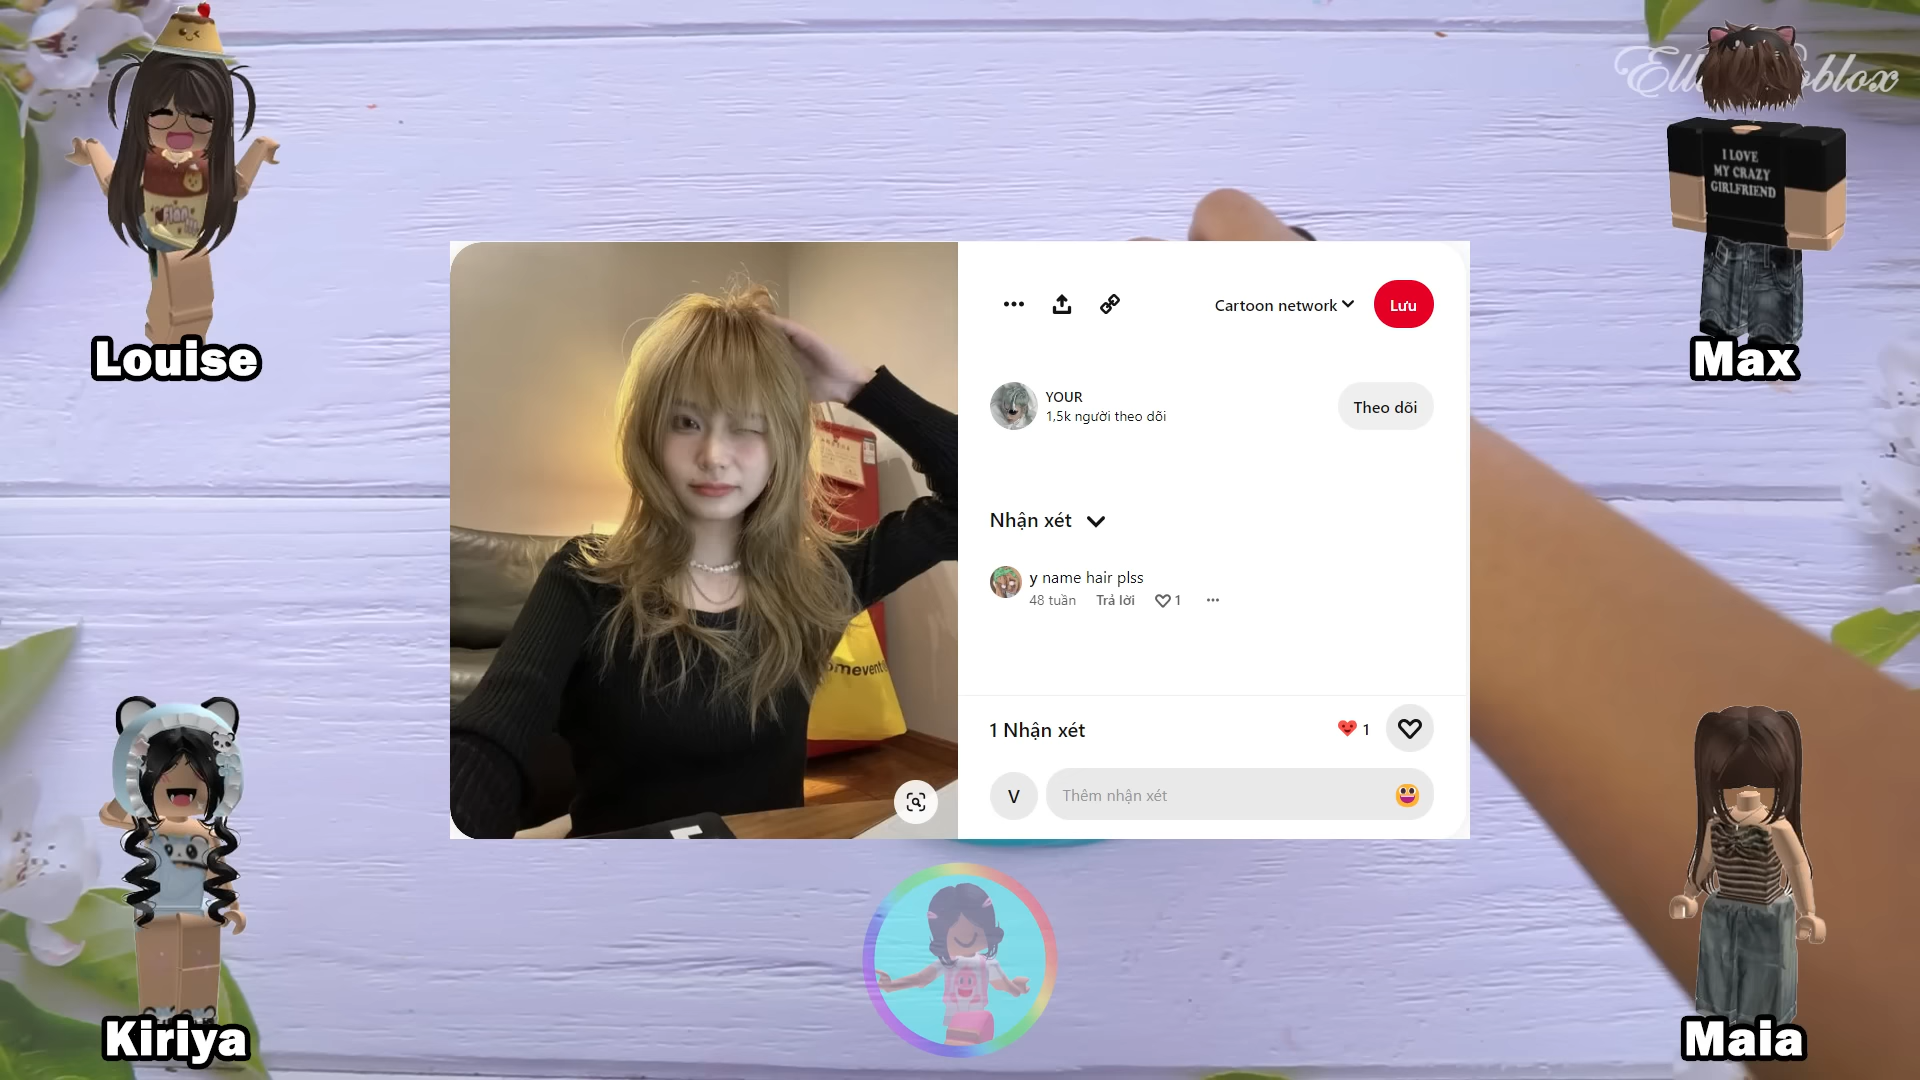 Louise
I LOVE
MY CRAZY
GIRLFRIEND
Max
Cartoon network
Lưu
YOUR
1,5k người theo dõi
Theo dõi
Nhận xét
y name hair plss
48 tuần Trả lời 1
1 Nhận xét
1
V
Thêm nhận xét
Kiriya
Maia